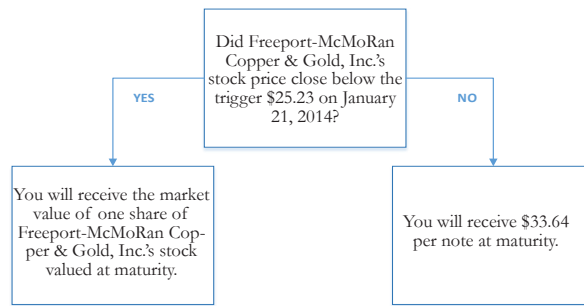 Did Freeport-McMoRan
Copper & Gold, Inc.'s
stock price close below the
trigger $25.23 on January
21, 2014?
YES
NO
You will receive the market
value of one share of
Freeport-McMoRan Cop-
per & Gold, Inc.'s stock
valued at maturity.
You will receive $33.64
per note at maturity.